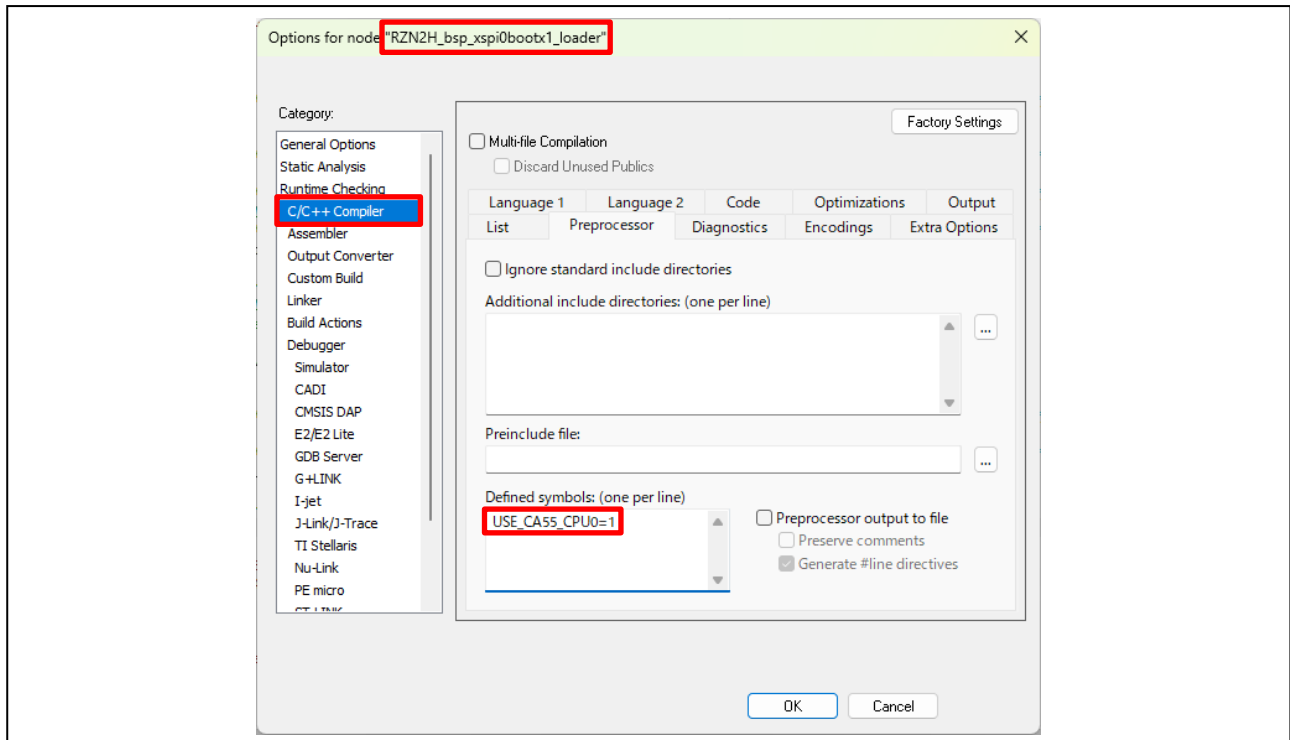 Options for node "RZN2H_bsp_xspi0bootx1_loader"
Category:
General Options
Static Analysis
Runtime Checking
C/C++ Compiler
Assembler
Output Converter
Custom Build
Linker
Build Actions
Debugger
Simulator
CADI
CMSIS DAP
E2/E2 Lite
GDB Server
G+LINK
I-jet
J-Link/J-Trace
TI Stellaris
Nu-Link
PE micro
ST-LINK
Factory Settings
Multi-file Compilation
Discard Unused Publics
Language 1 Language 2 Code Optimizations Output
List Preprocessor Diagnostics Encodings Extra Options
Ignore standard include directories
Additional include directories: (one per line)
...
Preinclude file:
...
Defined symbols: (one per line)
USE_CA55_CPU0=1
Preprocessor output to file
Preserve comments
Generate #line directives
OK Cancel